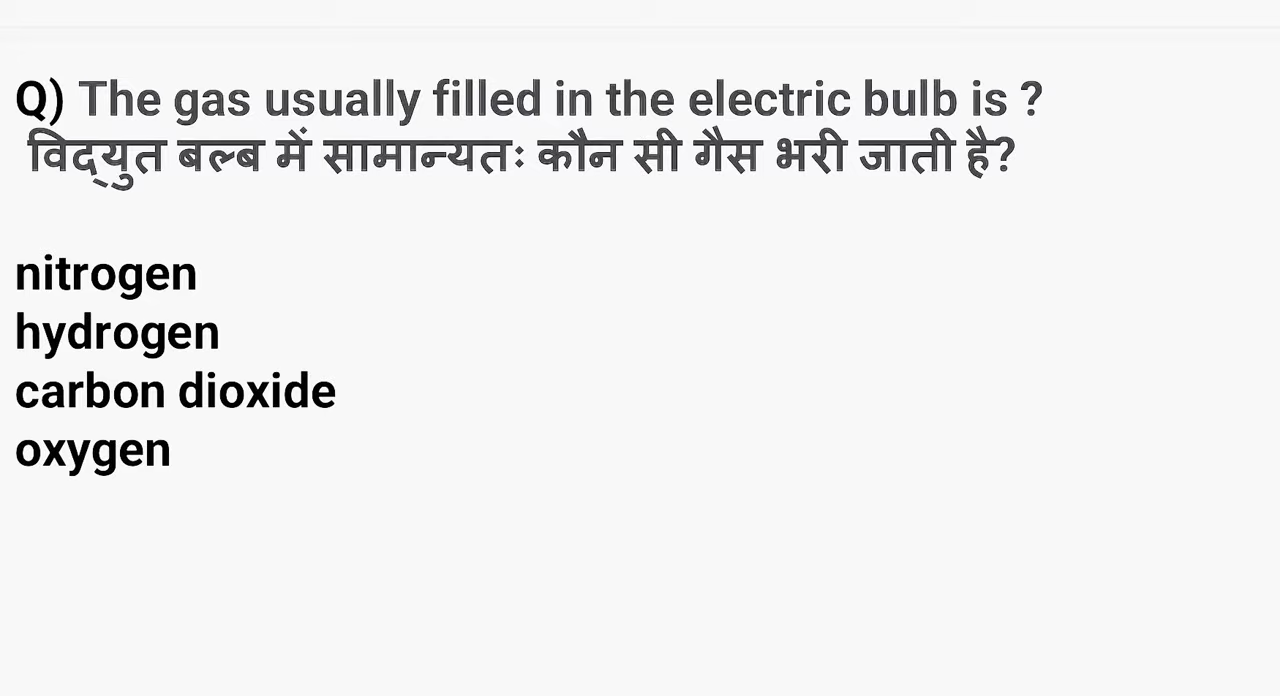 Q) The gas usually filled in the electric bulb is ?
विद्युत बल्ब में सामान्यतः कौन सी गैस भरी जाती है?
nitrogen
hydrogen
carbon dioxide
oxygen